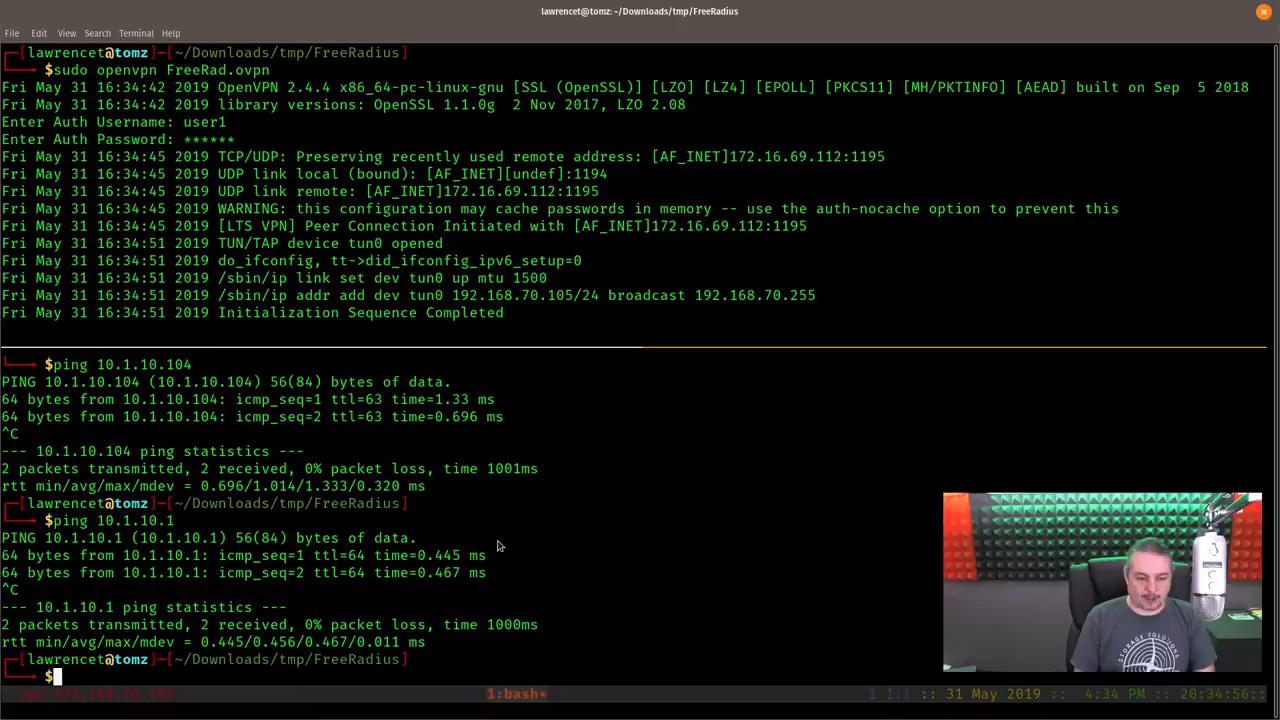 lawrencet@tomz: ~/Downloads/tmp/FreeRadius
File Edit View Search Terminal Help
[lawrencet@tomz]─[~/Downloads/tmp/FreeRadius]
$sudo openvpn FreeRad.ovpn
Fri May 31 16:34:42 2019 OpenVPN 2.4.4 x86_64-pc-linux-gnu [SSL (OpenSSL)] [LZO] [LZ4] [EPOLL] [PKCS11] [MH/PKTINFO] [AEAD] built on Sep  5 2018
Fri May 31 16:34:42 2019 library versions: OpenSSL 1.1.0g  2 Nov 2017, LZO 2.08
Enter Auth Username: user1
Enter Auth Password: ******
Fri May 31 16:34:45 2019 TCP/UDP: Preserving recently used remote address: [AF_INET]172.16.69.112:1195
Fri May 31 16:34:45 2019 UDP link local (bound): [AF_INET][undef]:1194
Fri May 31 16:34:45 2019 UDP link remote: [AF_INET]172.16.69.112:1195
Fri May 31 16:34:45 2019 WARNING: this configuration may cache passwords in memory -- use the auth-nocache option to prevent this
Fri May 31 16:34:45 2019 [LTS VPN] Peer Connection Initiated with [AF_INET]172.16.69.112:1195
Fri May 31 16:34:51 2019 TUN/TAP device tun0 opened
Fri May 31 16:34:51 2019 do_ifconfig, tt->did_ifconfig_ipv6_setup=0
Fri May 31 16:34:51 2019 /sbin/ip link set dev tun0 up mtu 1500
Fri May 31 16:34:51 2019 /sbin/ip addr add dev tun0 192.168.70.105/24 broadcast 192.168.70.255
Fri May 31 16:34:51 2019 Initialization Sequence Completed
$ping 10.1.10.104
PING 10.1.10.104 (10.1.10.104) 56(84) bytes of data.
64 bytes from 10.1.10.104: icmp_seq=1 ttl=63 time=1.33 ms
64 bytes from 10.1.10.104: icmp_seq=2 ttl=63 time=0.696 ms
^C
--- 10.1.10.104 ping statistics ---
2 packets transmitted, 2 received, 0% packet loss, time 1001ms
rtt min/avg/max/mdev = 0.696/1.014/1.333/0.320 ms
[lawrencet@tomz]─[~/Downloads/tmp/FreeRadius]
$ping 10.1.10.1
PING 10.1.10.1 (10.1.10.1) 56(84) bytes of data.
64 bytes from 10.1.10.1: icmp_seq=1 ttl=64 time=0.445 ms
64 bytes from 10.1.10.1: icmp_seq=2 ttl=64 time=0.467 ms
^C
--- 10.1.10.1 ping statistics ---
2 packets transmitted, 2 received, 0% packet loss, time 1000ms
rtt min/avg/max/mdev = 0.445/0.456/0.467/0.011 ms
[lawrencet@tomz]─[~/Downloads/tmp/FreeRadius]
$
STORAGE SOLUTIONS
192.168.70.105 1:bash* 1 1:1 :: 31 May 2019 :: 4:34 PM :: 20:34:56::